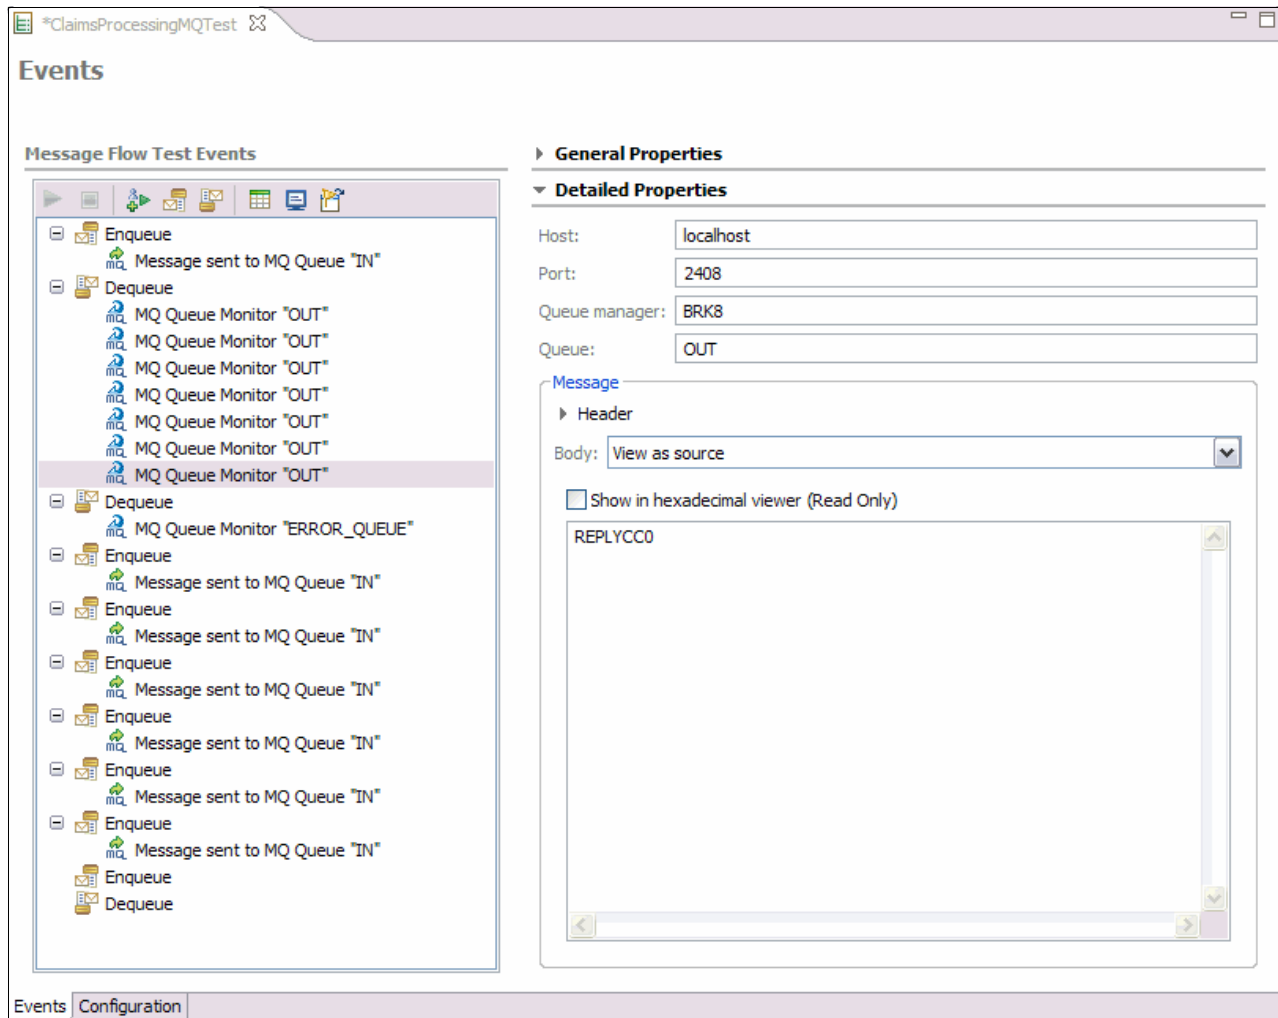 *ClaimsProcessingMQTest
Events
Message Flow Test Events
Enqueue
Message sent to MQ Queue "IN"
Dequeue
MQ Queue Monitor "OUT"
MQ Queue Monitor "OUT"
MQ Queue Monitor "OUT"
MQ Queue Monitor "OUT"
MQ Queue Monitor "OUT"
MQ Queue Monitor "OUT"
MQ Queue Monitor "OUT"
Dequeue
MQ Queue Monitor "ERROR_QUEUE"
Enqueue
Message sent to MQ Queue "IN"
Enqueue
Message sent to MQ Queue "IN"
Enqueue
Message sent to MQ Queue "IN"
Enqueue
Message sent to MQ Queue "IN"
Enqueue
Message sent to MQ Queue "IN"
Enqueue
Message sent to MQ Queue "IN"
Enqueue
Dequeue
General Properties
Detailed Properties
Host: localhost
Port: 2408
Queue manager: BRK8
Queue: OUT
Message
Header
Body: View as source
Show in hexadecimal viewer (Read Only)
REPLYCC0
Events Configuration